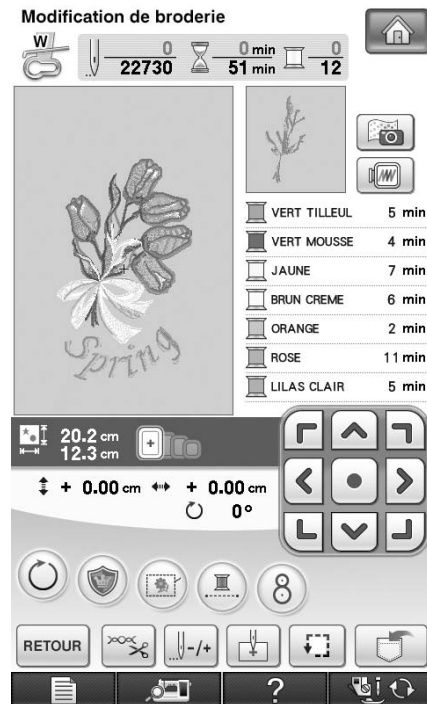 Modification de broderie
W
0
22730
0 min
51 min
0
12
VERT TILLEUL 5 min
VERT MOUSSE 4 min
JAUNE 7 min
BRUN CREME 6 min
ORANGE 2 min
ROSE 11 min
LILAS CLAIR 5 min
Spring
20.2 cm
12.3 cm
+ 0.00 cm + 0.00 cm
0°
8
RETOUR
-/+
?